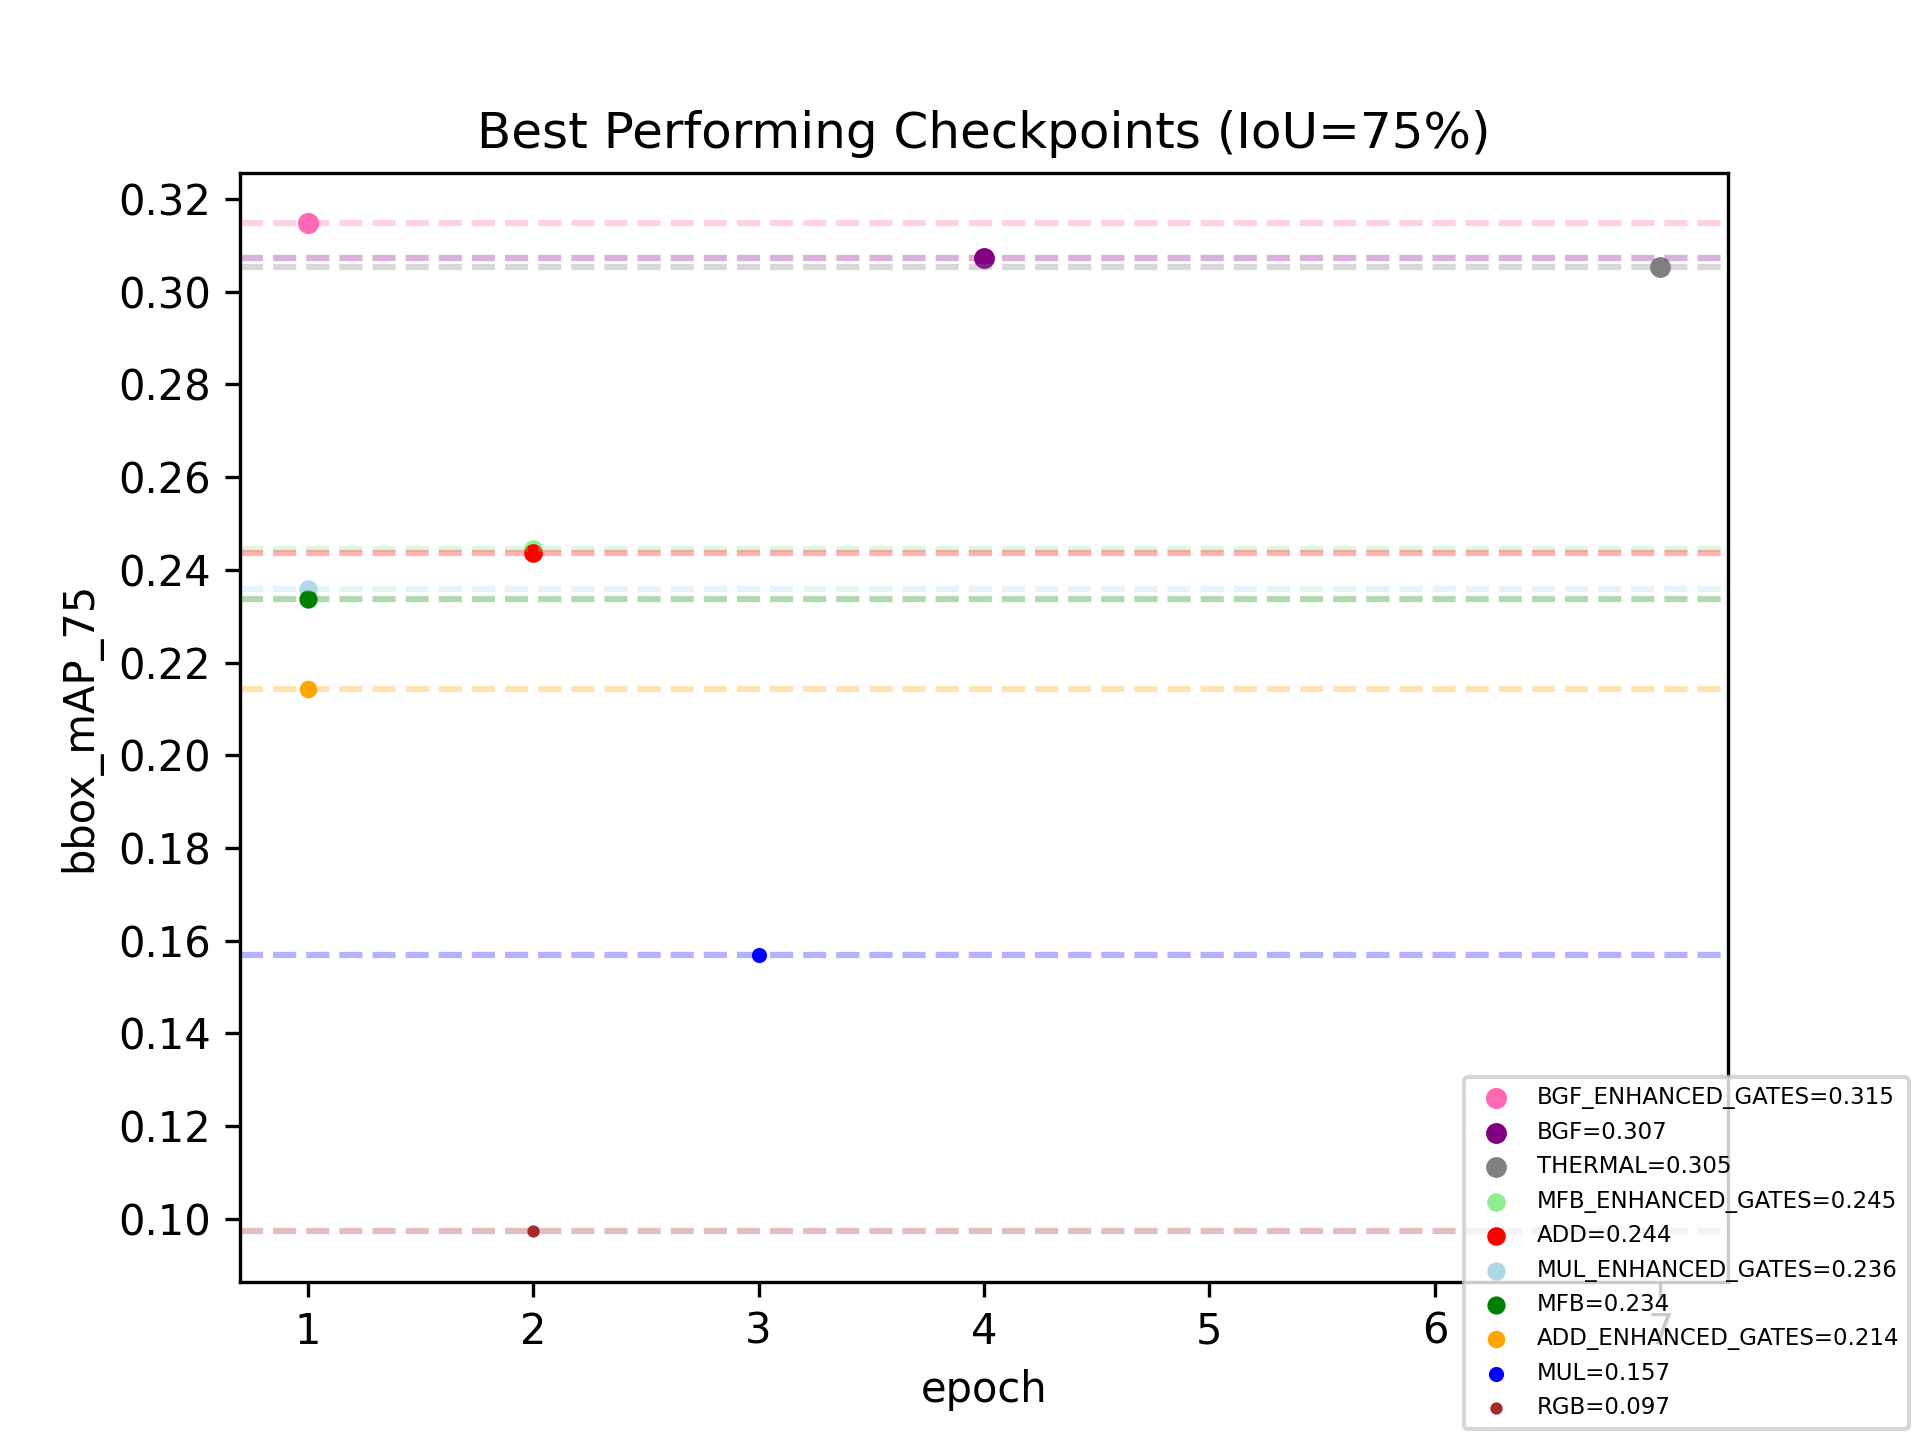 Best Performing Checkpoints (IoU=75%)
0.32
0.30
0.28
0.26
0.24
0.22
0.20
0.18
0.16
0.14
0.12
0.10
bbox_mAP_75
1 2 3 4 5 6 7
epoch
BGF_ENHANCED_GATES=0.315
BGF=0.307
THERMAL=0.305
MFB_ENHANCED_GATES=0.245
ADD=0.244
MUL_ENHANCED_GATES=0.236
MFB=0.234
ADD_ENHANCED_GATES=0.214
MUL=0.157
RGB=0.097